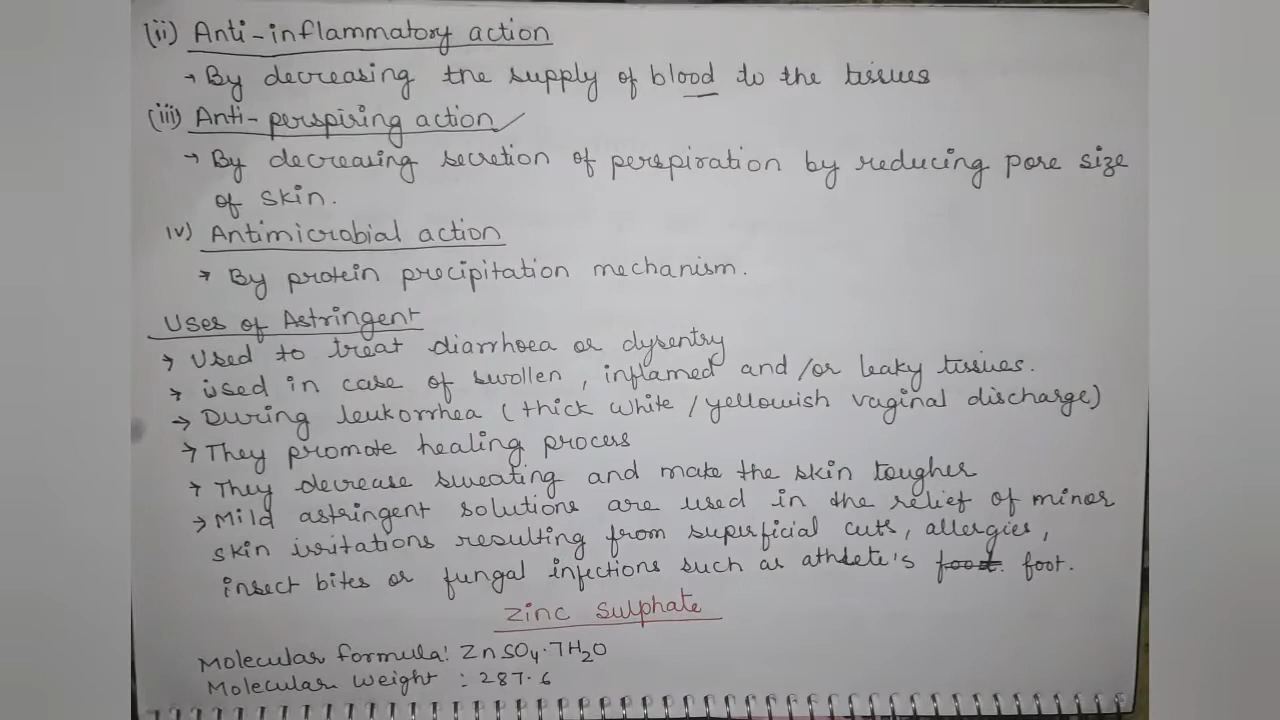 (ii) Anti-inflammatory action
→ By decreasing the supply of blood to the tissues
(iii) Anti-perspiring action
→ By decreasing secretion of perspiration by reducing pore size
of skin.
iv) Antimicrobial action
→ By protein precipitation mechanism.
Uses of Astringent
→ Used to treat diarrhoea or dysentry
→ used in case of swollen, inflamed and/or leaky tissues.
→ During leukorrhea (thick white/yellowish vaginal discharge)
→ They promote healing process
→ They decrease sweating and make the skin tougher
→ Mild astringent solutions are used in the relief of minor
skin irritations resulting from superficial cuts, allergies,
insect bites or fungal infections such as athlete's foot. foot.
Zinc Sulphate
Molecular formula: ZnSO₄·7H₂O
Molecular Weight : 287.6